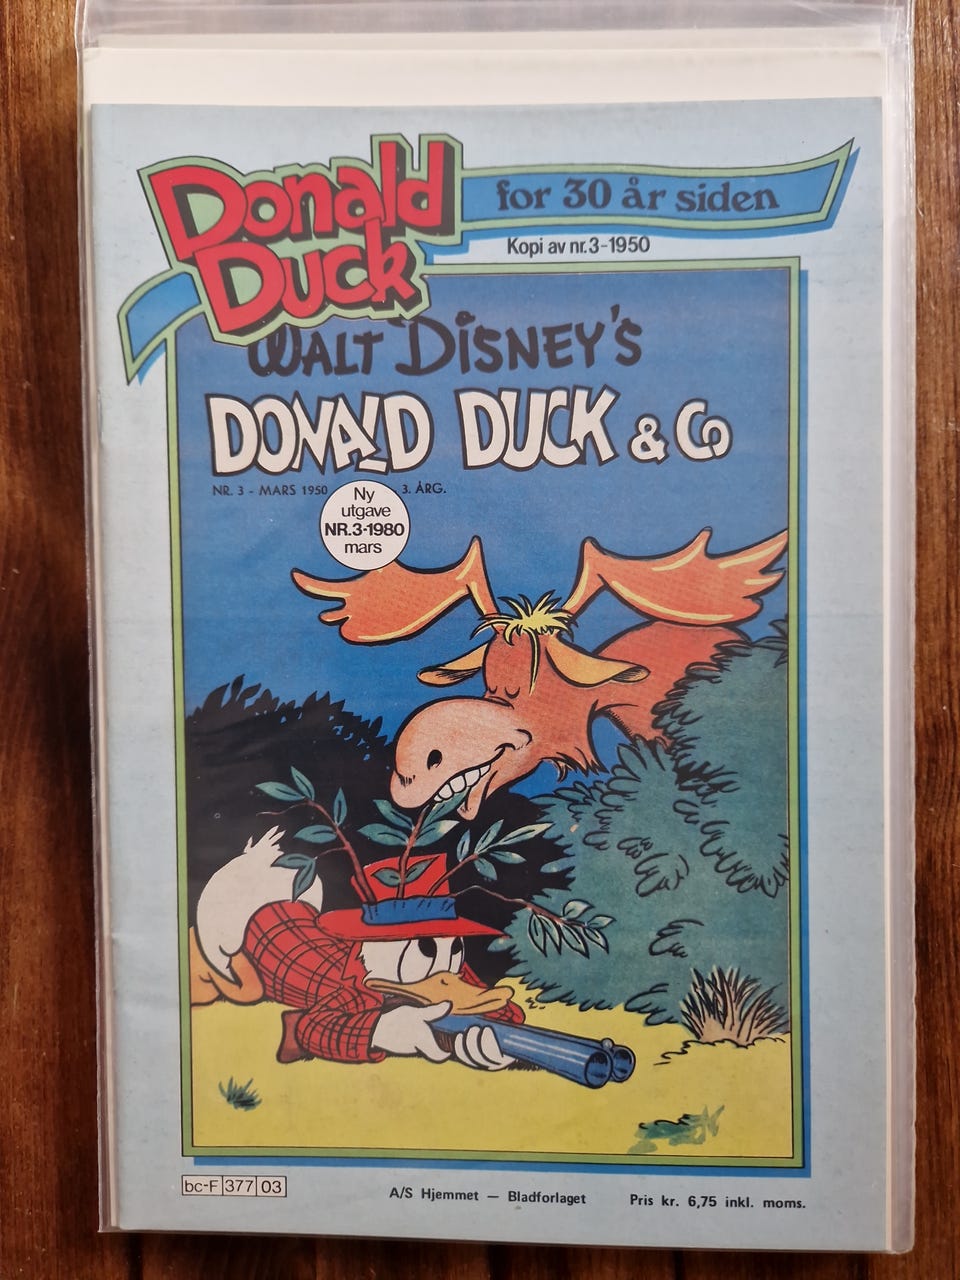 Donald
Duck
for 30 år siden
Kopi av nr. 3-1950
WALT DISNEY'S
DONALD DUCK & CO
NR. 3 - MARS 1950
3. ÅRG.
Ny
utgave
NR.3-1980
mars
bc-F 377 03
A/S Hjemmet — Bladforlaget
Pris kr. 6,75 inkl. moms.